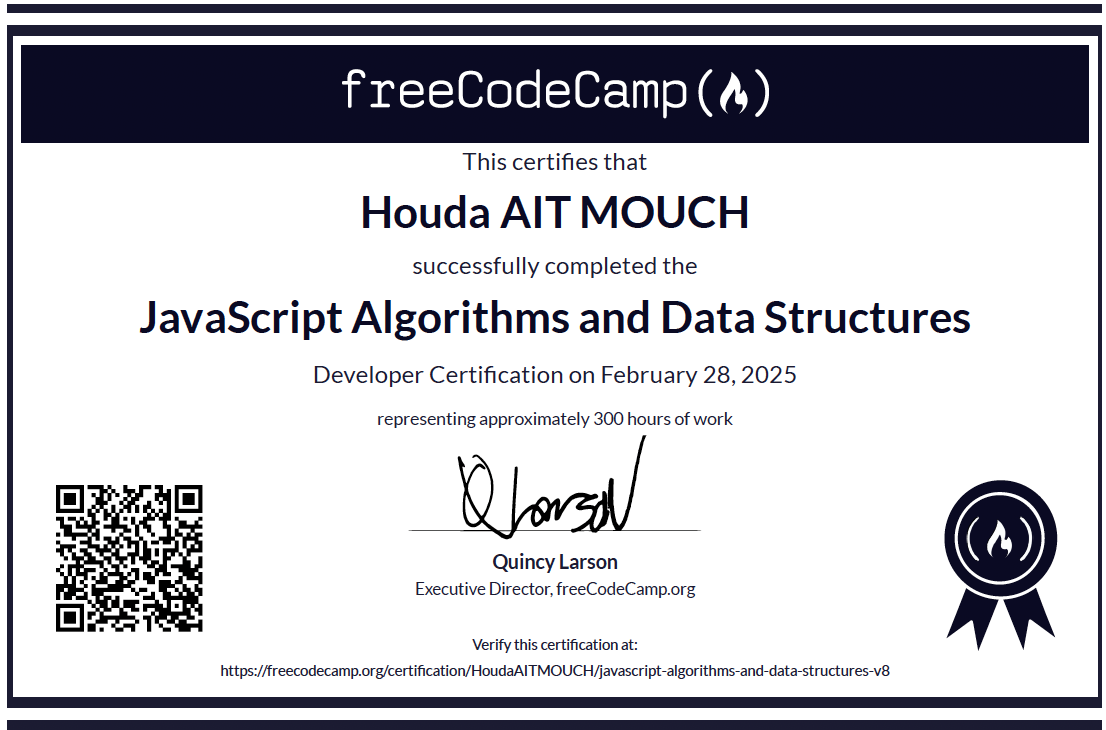 freeCodeCamp
This certifies that
Houda AIT MOUCH
successfully completed the
JavaScript Algorithms and Data Structures
Developer Certification on February 28, 2025
representing approximately 300 hours of work
Q Larson
Quincy Larson
Executive Director, freeCodeCamp.org
Verify this certification at:
https://freecodecamp.org/certification/HoudaAITMOUCH/javascript-algorithms-and-data-structures-v8